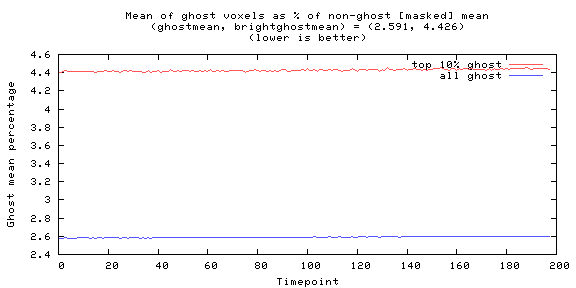 Mean of ghost voxels as % of non-ghost [masked] mean
(ghostmean, brightghostmean) = (2.591, 4.426)
(lower is better)
4.6
4.4
4.2
4
3.8
3.6
3.4
3.2
3
2.8
2.6
2.4
Ghost mean percentage
top 10% ghost
all ghost
0 20 40 60 80 100 120 140 160 180 200
Timepoint